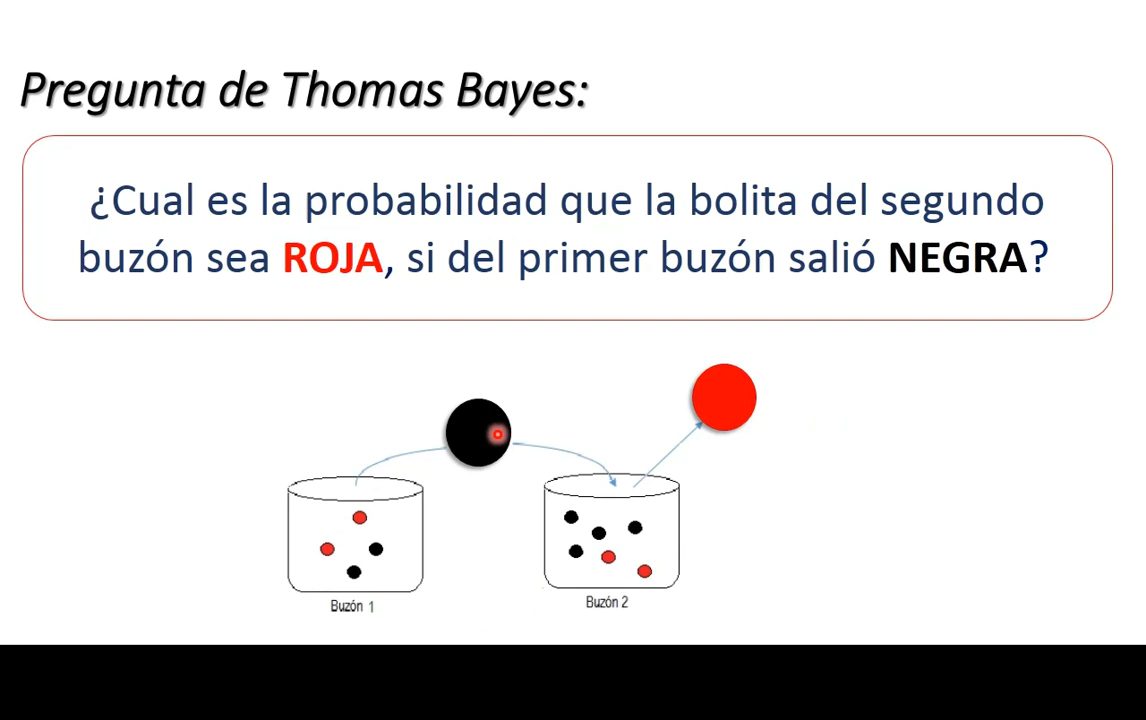 Pregunta de Thomas Bayes:
¿Cual es la probabilidad que la bolita del segundo
buzón sea ROJA, si del primer buzón salió NEGRA?
Buzón 1
Buzón 2